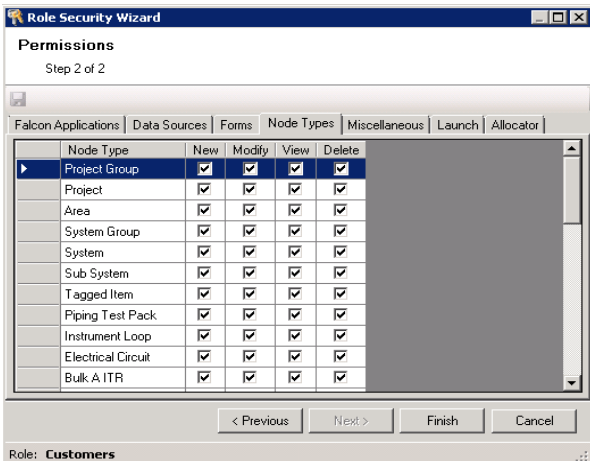 Role Security Wizard
Permissions
Step 2 of 2
Falcon Applications Data Sources Forms Node Types Miscellaneous Launch Allocator
Node Type New Modify View Delete
Project Group
Project
Area
System Group
System
Sub System
Tagged Item
Piping Test Pack
Instrument Loop
Electrical Circuit
Bulk A ITR
< Previous Next > Finish Cancel
Role: Customers